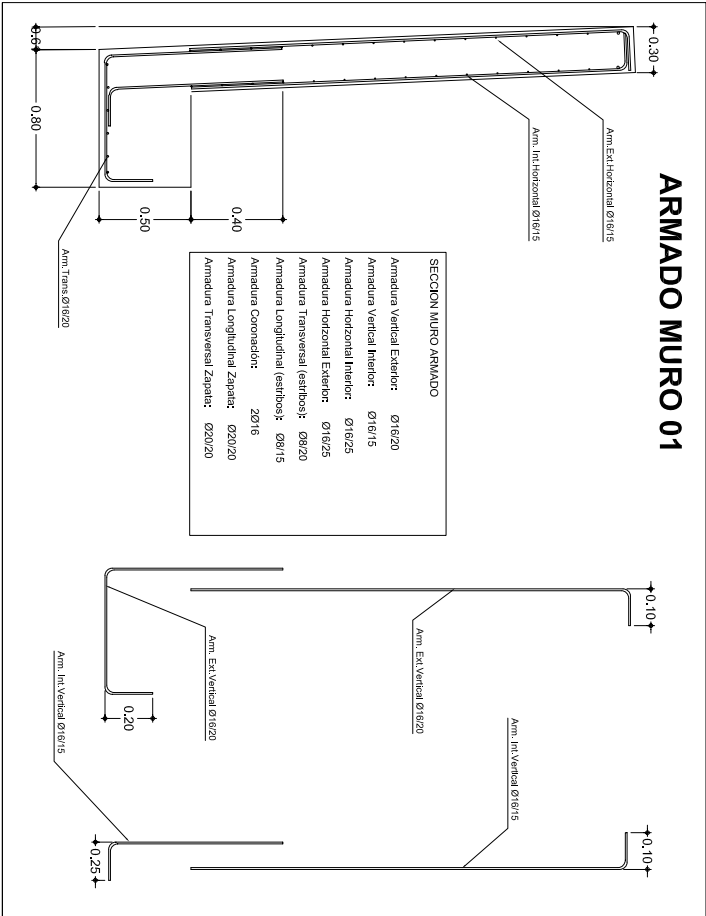 ARMADO MURO 01
0.30
Arm.Ext.Horizontal Ø16/15
Arm. Int.Horizontal Ø16/15
0.6
0.80
0.50
0.40
Arm.Trans.Ø16/20
SECCION MURO ARMADO
Armadura Vertical Exterior: Ø16/20
Armadura Vertical Interior: Ø16/15
Armadura Horizontal Interior: Ø16/25
Armadura Horizontal Exterior: Ø16/25
Armadura Transversal (estribos): Ø8/20
Armadura Longitudinal (estribos): Ø8/15
Armadura Coronación: 2Ø16
Armadura Longitudinal Zapata: Ø20/20
Armadura Transversal Zapata: Ø20/20
0.10
Arm. Ext.Vertical Ø16/20
Arm. Ext.Vertical Ø16/20
0.20
0.10
Arm. Int.Vertical Ø16/15
Arm. Int.Vertical Ø16/15
0.25